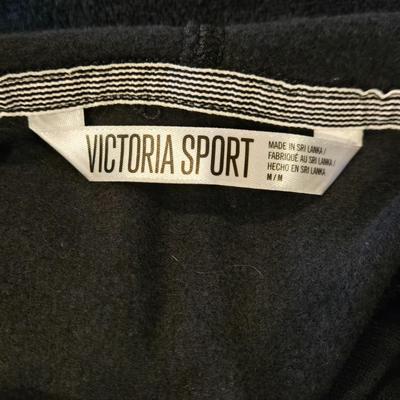 VICTORIA SPORT
MADE IN SRI LANKA /
FABRIQUÉ AU SRI LANKA /
HECHO EN SRI LANKA
M / M